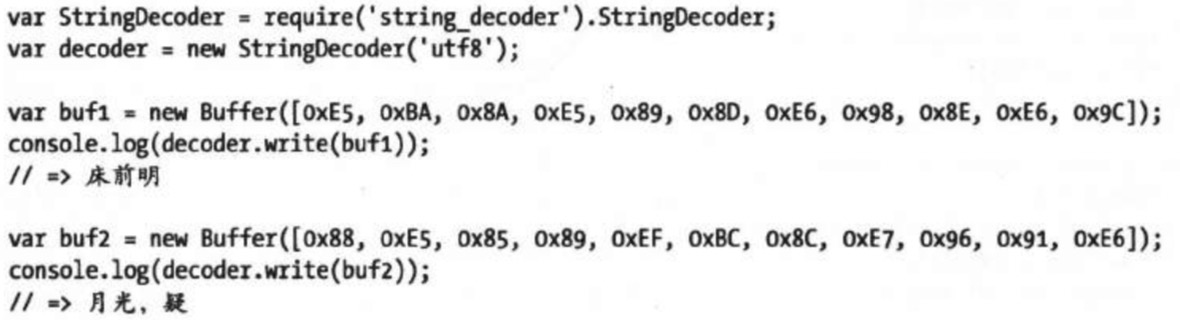 var StringDecoder = require('string_decoder').StringDecoder;
var decoder = new StringDecoder('utf8');
var buf1 = new Buffer([0xE5, 0xBA, 0x8A, 0xE5, 0x89, 0x8D, 0xE6, 0x98, 0x8E, 0xE6, 0x9C]);
console.log(decoder.write(buf1));
// => 床前明
var buf2 = new Buffer([0x88, 0xE5, 0x85, 0x89, 0xEF, 0xBC, 0x8C, 0xE7, 0x96, 0x91, 0xE6]);
console.log(decoder.write(buf2));
// => 月光，疑